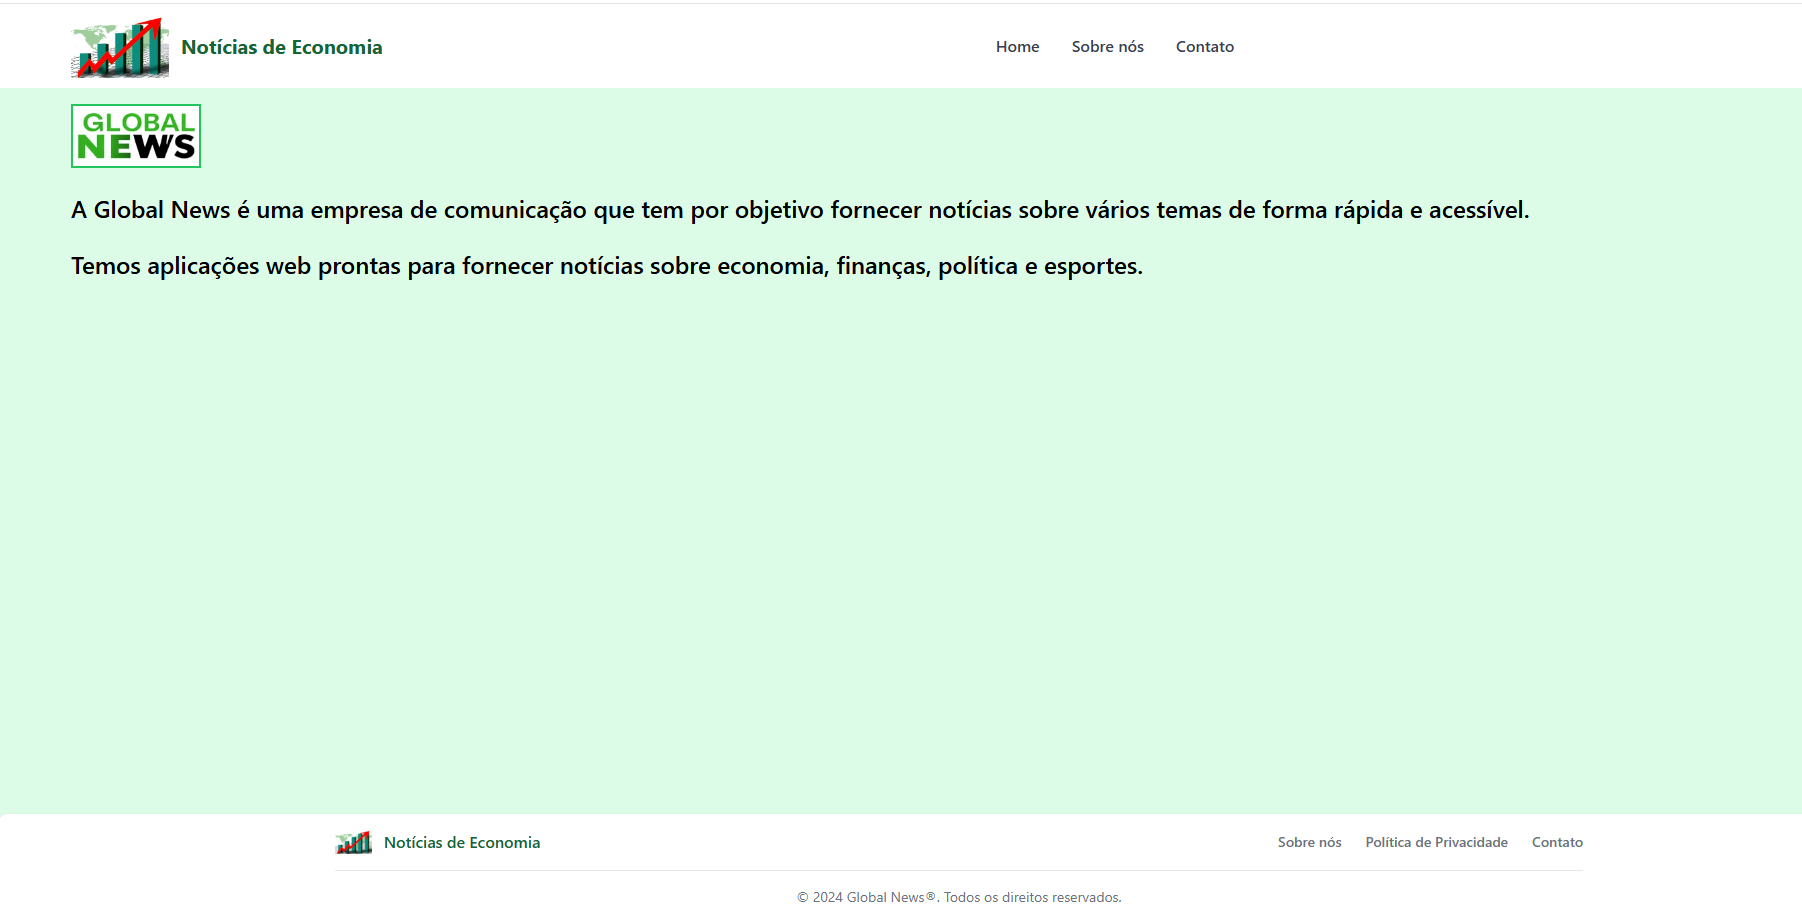 Notícias de Economia
Home Sobre nós Contato
GLOBAL
NEWS
A Global News é uma empresa de comunicação que tem por objetivo fornecer notícias sobre vários temas de forma rápida e acessível.
Temos aplicações web prontas para fornecer notícias sobre economia, finanças, política e esportes.
Notícias de Economia
Sobre nós Política de Privacidade Contato
© 2024 Global News®. Todos os direitos reservados.